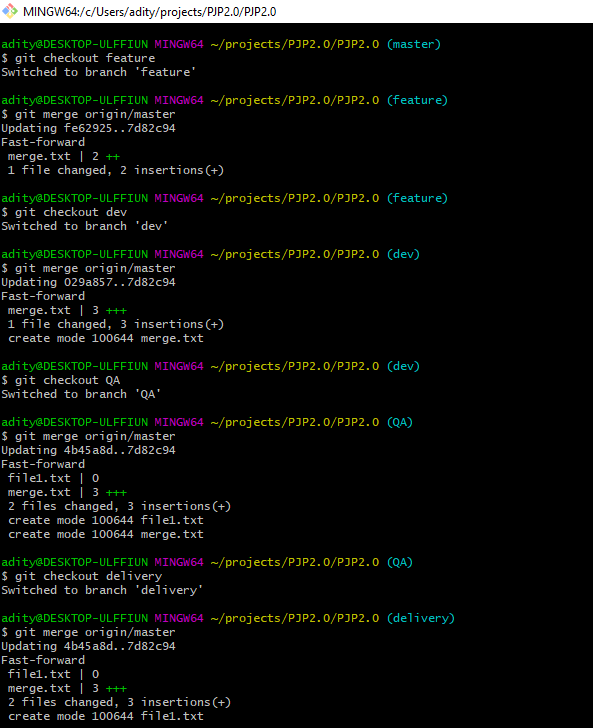 MINGW64:/c/Users/adity/projects/PJP2.0/PJP2.0
adity@DESKTOP-ULFFIUN MINGW64 ~/projects/PJP2.0/PJP2.0 (master)
$ git checkout feature
Switched to branch 'feature'
adity@DESKTOP-ULFFIUN MINGW64 ~/projects/PJP2.0/PJP2.0 (feature)
$ git merge origin/master
Updating fe62925..7d82c94
Fast-forward
merge.txt | 2 ++
1 file changed, 2 insertions(+)
adity@DESKTOP-ULFFIUN MINGW64 ~/projects/PJP2.0/PJP2.0 (feature)
$ git checkout dev
Switched to branch 'dev'
adity@DESKTOP-ULFFIUN MINGW64 ~/projects/PJP2.0/PJP2.0 (dev)
$ git merge origin/master
Updating 029a857..7d82c94
Fast-forward
merge.txt | 3 +++
1 file changed, 3 insertions(+)
create mode 100644 merge.txt
adity@DESKTOP-ULFFIUN MINGW64 ~/projects/PJP2.0/PJP2.0 (dev)
$ git checkout QA
Switched to branch 'QA'
adity@DESKTOP-ULFFIUN MINGW64 ~/projects/PJP2.0/PJP2.0 (QA)
$ git merge origin/master
Updating 4b45a8d..7d82c94
Fast-forward
file1.txt | 0
merge.txt | 3 +++
2 files changed, 3 insertions(+)
create mode 100644 file1.txt
create mode 100644 merge.txt
adity@DESKTOP-ULFFIUN MINGW64 ~/projects/PJP2.0/PJP2.0 (QA)
$ git checkout delivery
Switched to branch 'delivery'
adity@DESKTOP-ULFFIUN MINGW64 ~/projects/PJP2.0/PJP2.0 (delivery)
$ git merge origin/master
Updating 4b45a8d..7d82c94
Fast-forward
file1.txt | 0
merge.txt | 3 +++
2 files changed, 3 insertions(+)
create mode 100644 file1.txt